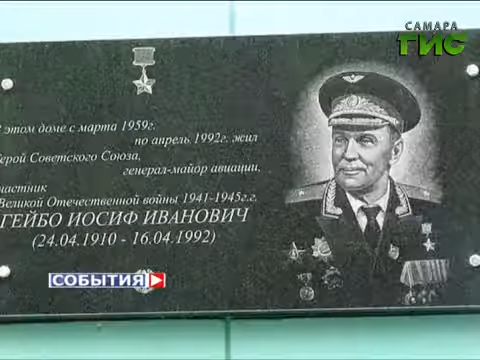 САМАРА
ГИС
В этом доме с марта 1959г.
по апрель 1992г. жил
Герой Советского Союза,
генерал-майор авиации,
участник
Великой Отечественной войны 1941-1945г.г.
ГЕЙБО ИОСИФ ИВАНОВИЧ
(24.04.1910 - 16.04.1992)
СОБЫТИЯ